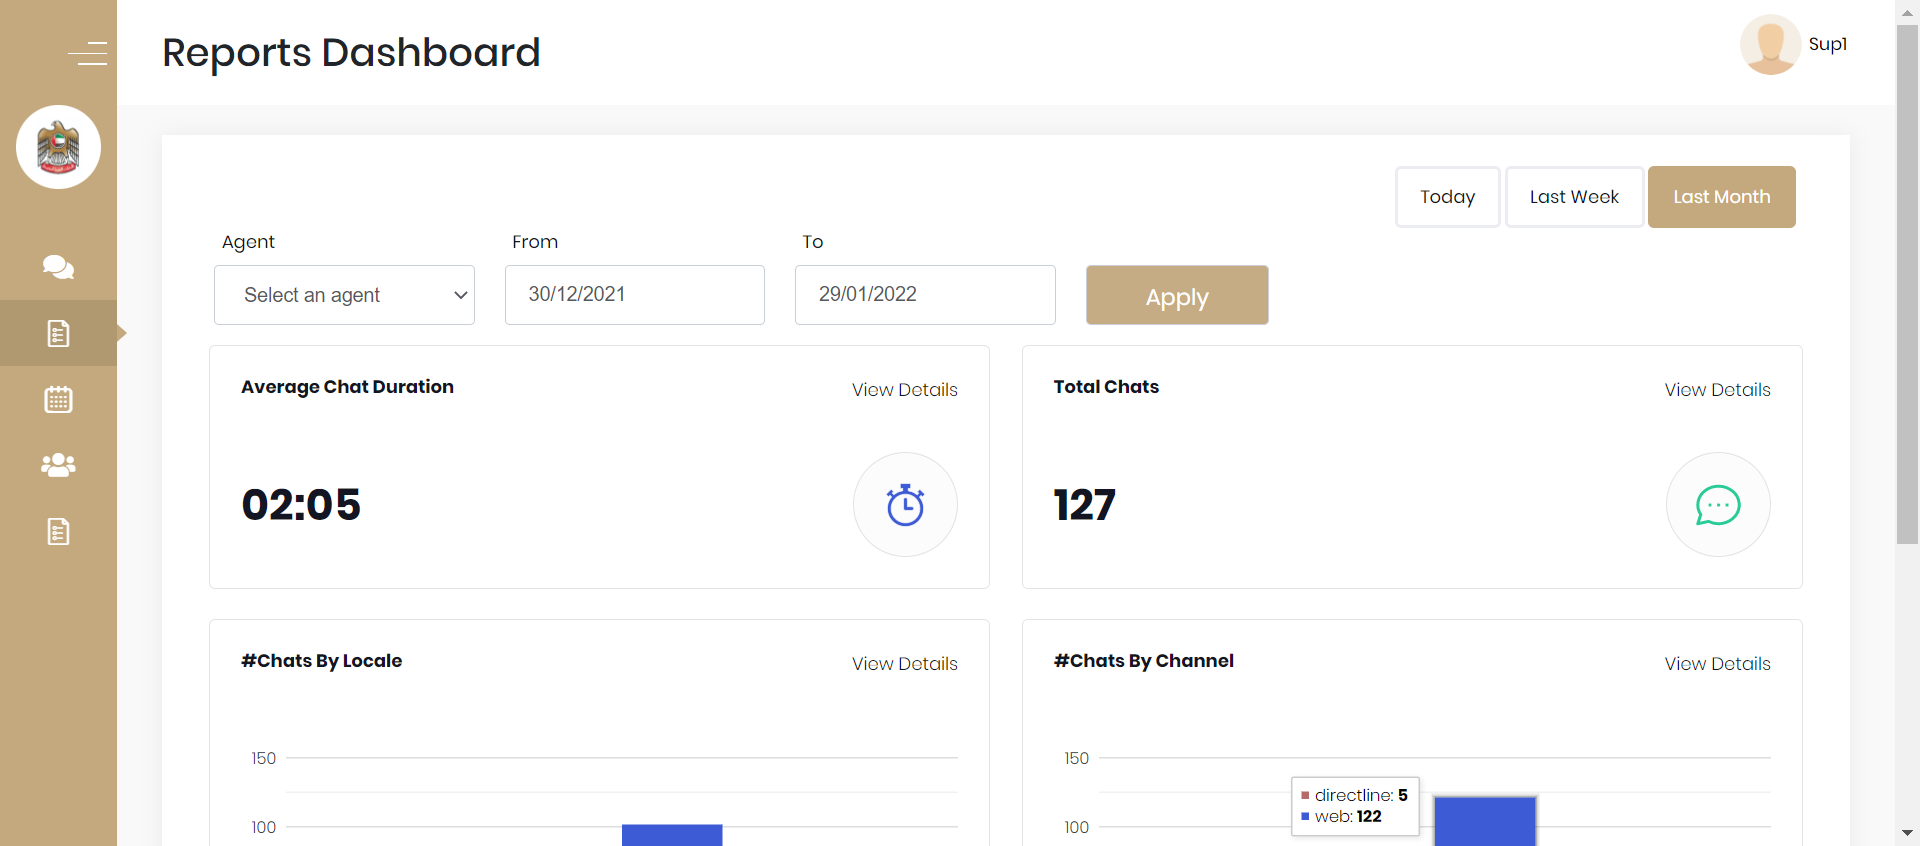 Reports Dashboard
Sup1
Today
Last Week
Last Month
Agent
From
To
Select an agent
30/12/2021
29/01/2022
Apply
Average Chat Duration
View Details
02:05
Total Chats
View Details
127
#Chats By Locale
View Details
150
100
#Chats By Channel
View Details
150
100
directline: 5
web: 122